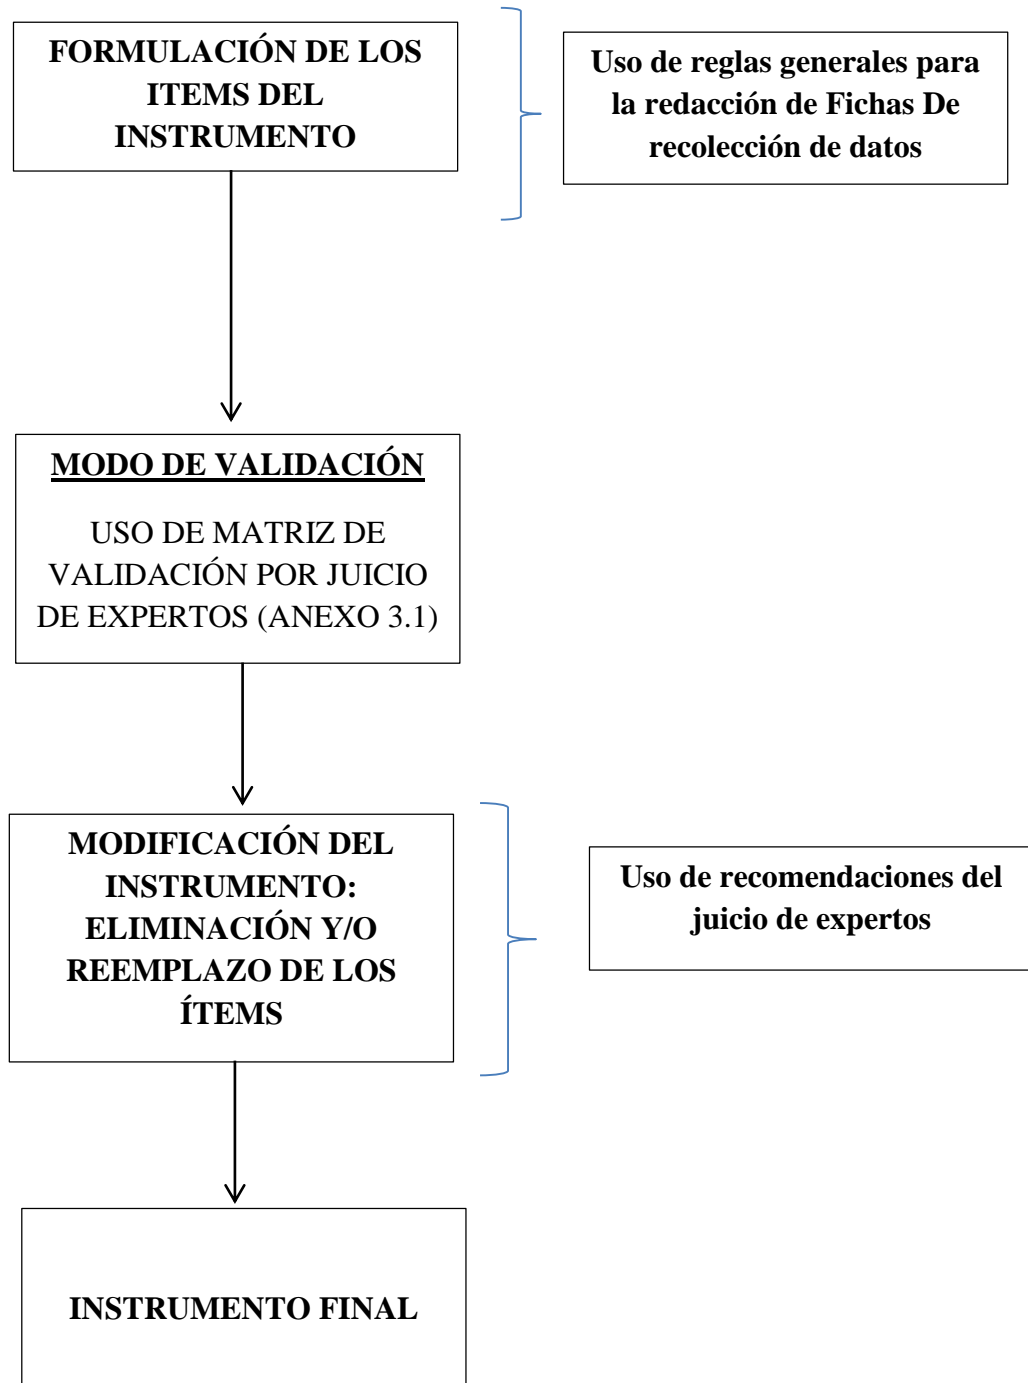 FORMULACIÓN DE LOS
ITEMS DEL
INSTRUMENTO
Uso de reglas generales para
la redacción de Fichas De
recolección de datos
MODO DE VALIDACIÓN
USO DE MATRIZ DE
VALIDACIÓN POR JUICIO
DE EXPERTOS (ANEXO 3.1)
MODIFICACIÓN DEL
INSTRUMENTO:
ELIMINACIÓN Y/O
REEMPLAZO DE LOS
ÍTEMS
Uso de recomendaciones del
juicio de expertos
INSTRUMENTO FINAL